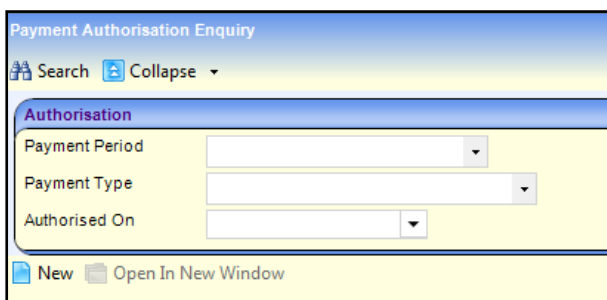 Payment Authorisation Enquiry
Search Collapse
Authorisation
Payment Period
Payment Type
Authorised On
New Open In New Window